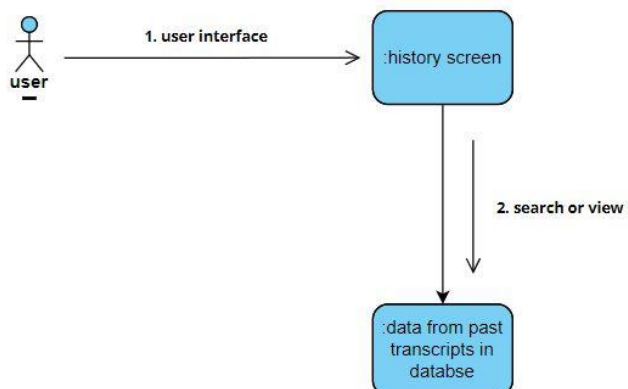 1. user interface
:history screen
user
2. search or view
:data from past
transcripts in
databse